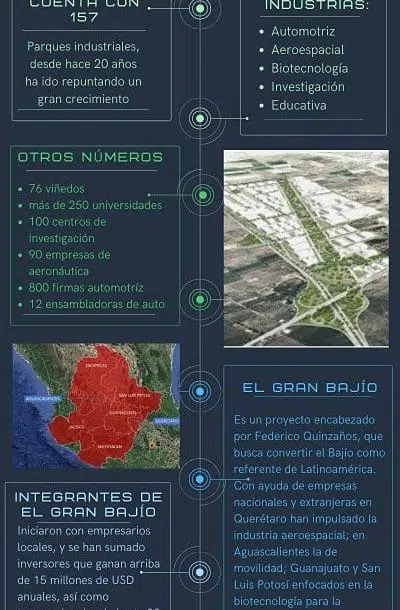 CUENTA CON
157
Parques industriales,
desde hace 20 años
ha ido repuntando un
gran crecimiento
INDUSTRIAS:
Automotriz
Aeroespacial
Biotecnología
Investigación
Educativa
OTROS NÚMEROS
76 viñedos
más de 250 universidades
100 centros de
investigación
90 empresas de
aeronáutica
800 firmas automotríz
12 ensambladoras de auto
ZACATECAS
AGUASCALIENTES
SAN LUIS POTOSI
GUANAJUATO
QUERETARO
JALISCO
MICHOACAN
EL GRAN BAJÍO
Es un proyecto encabezado
por Federico Quinzaños, que
busca convertir el Bajío como
referente de Latinoamérica.
Con ayuda de empresas
nacionales y extranjeras en
Querétaro han impulsado la
industria aeroespacial; en
Aguascalientes la de
movilidad; Guanajuato y San
Luis Potosí enfocados en la
biotecnología para la
INTEGRANTES DE
EL GRAN BAJÍO
Iniciaron con empresarios
locales, y se han sumado
inversores que ganan arriba
de 15 millones de USD
anuales, así como